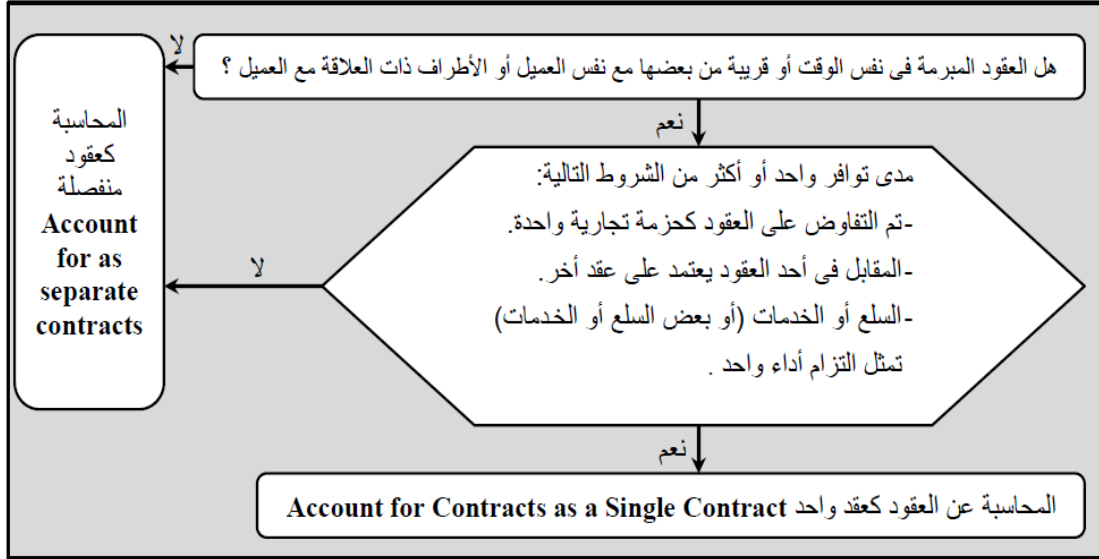 هل العقود المبرمة فى نفس الوقت أو قريبة من بعضها مع نفس العميل أو الأطراف ذات العلاقة مع العميل ؟
لا
نعم
المحاسبة
كعقود
منفصلة
Account
for as
separate
contracts
مدى توافر واحد أو أكثر من الشروط التالية:
-تم التفاوض على العقود كحزمة تجارية واحدة.
-المقابل فى أحد العقود يعتمد على عقد أخر.
-السلع أو الخدمات (أو بعض السلع أو الخدمات)
تمثل التزام أداء واحد .
لا
نعم
المحاسبة عن العقود كعقد واحد Account for Contracts as a Single Contract